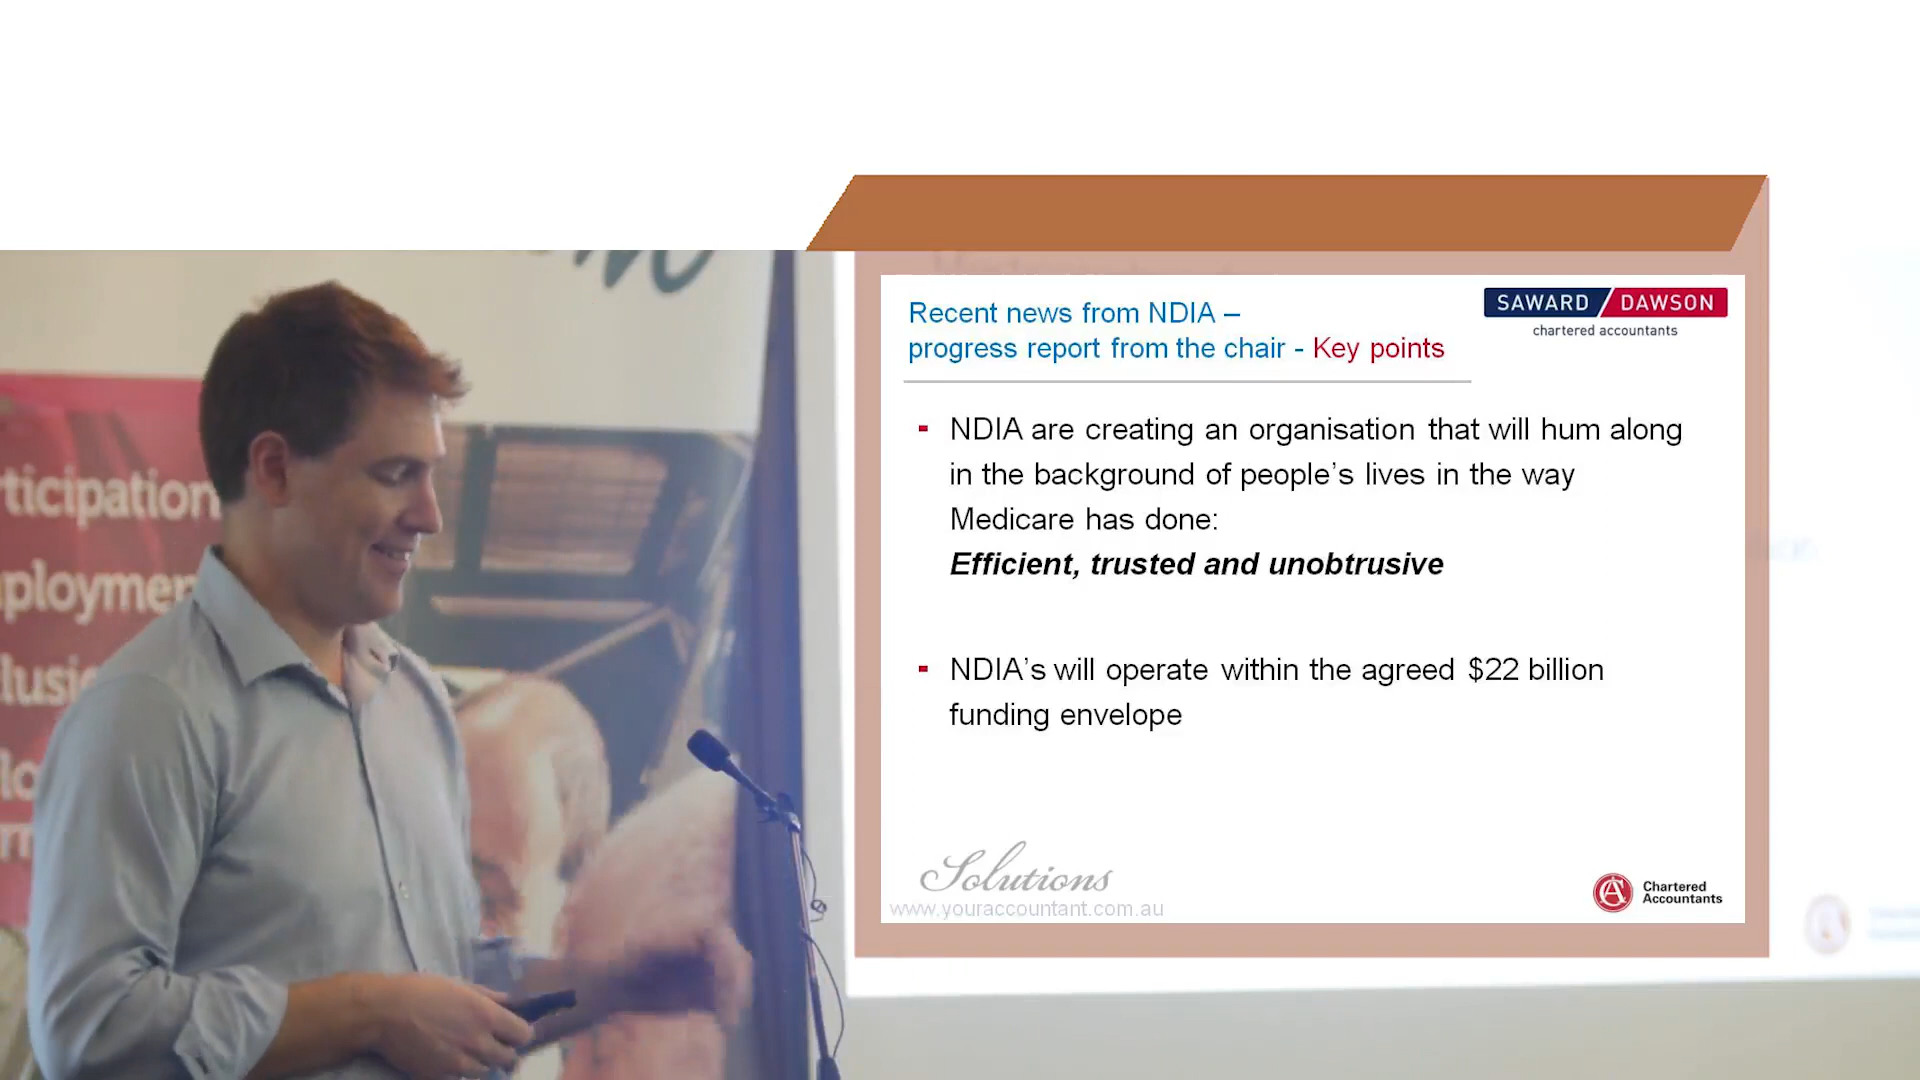 Recent news from NDIA –
progress report from the chair - Key points
SAWARD DAWSON
chartered accountants
NDIA are creating an organisation that will hum along
in the background of people’s lives in the way
Medicare has done:
Efficient, trusted and unobtrusive
NDIA’s will operate within the agreed $22 billion
funding envelope
Solutions
www.youraccountant.com.au
CA
Chartered
Accountants
ticipation